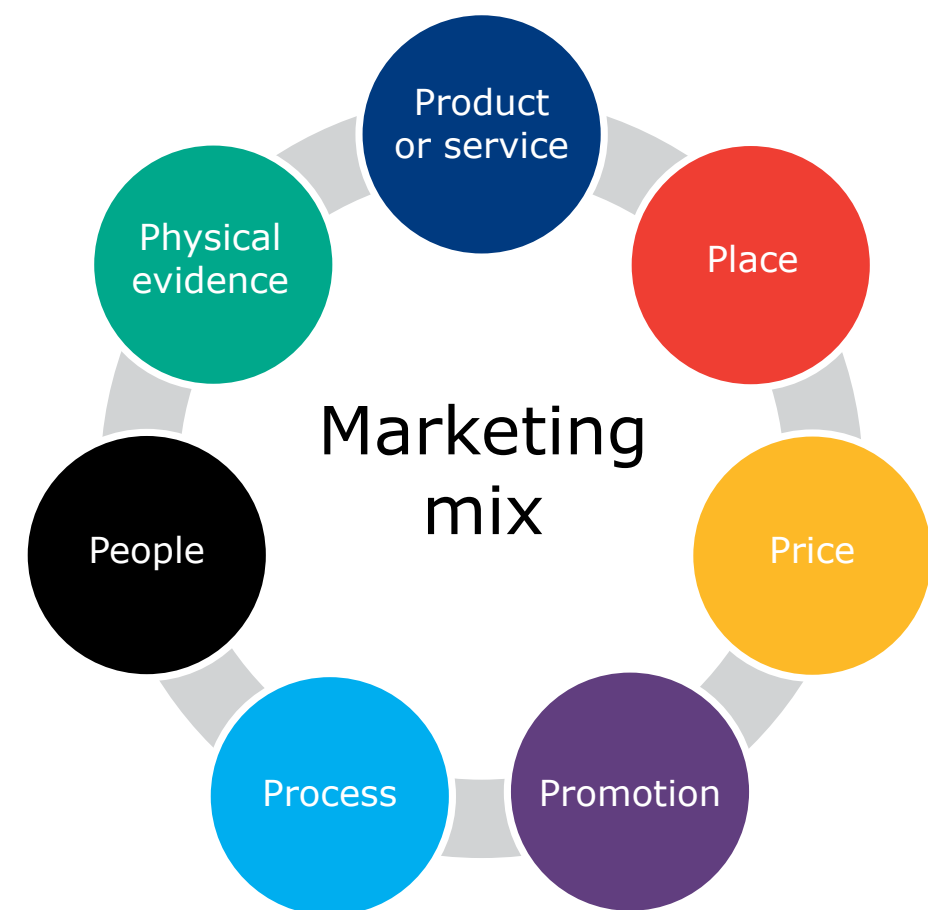 Product
or service
Place
Price
Promotion
Process
People
Physical
evidence
Marketing
mix